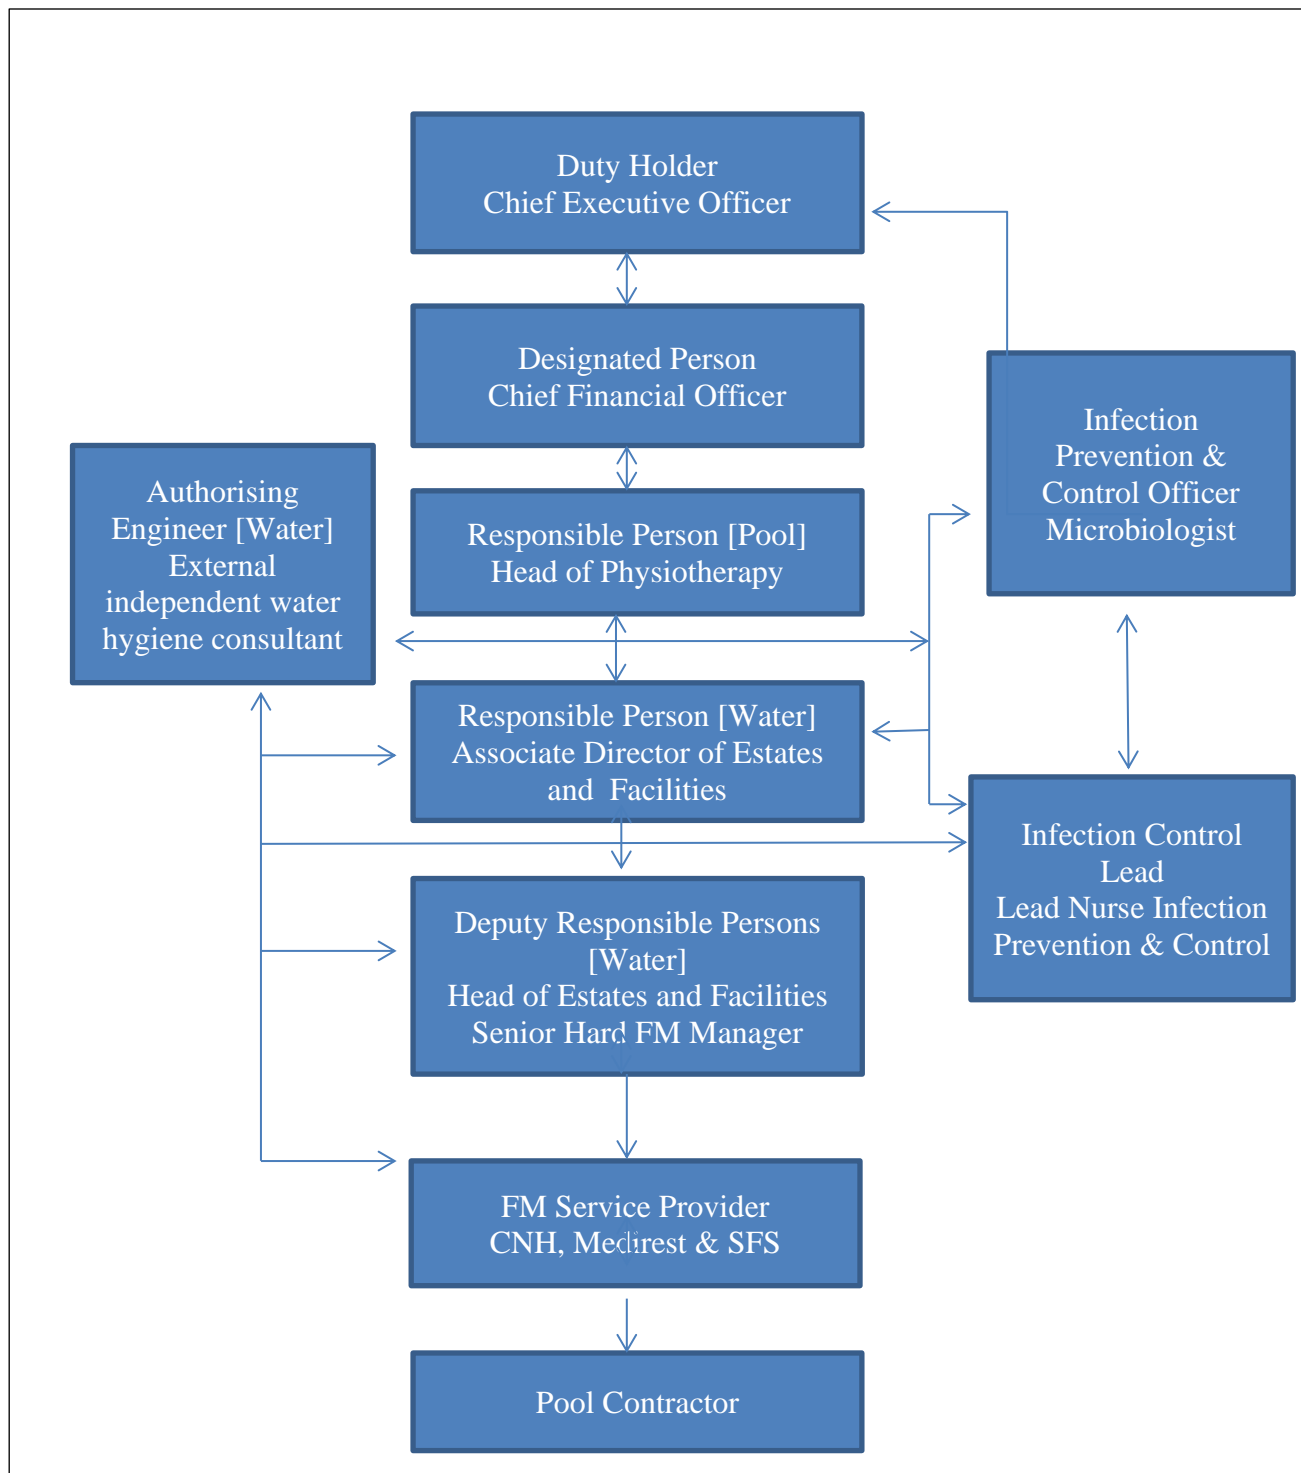 Duty Holder
Chief Executive Officer
Designated Person
Chief Financial Officer
Infection
Prevention &
Control Officer
Microbiologist
Authorising
Engineer [Water]
External
independent water
hygiene consultant
Responsible Person [Pool]
Head of Physiotherapy
Responsible Person [Water]
Associate Director of Estates
and Facilities
Infection Control
Lead
Lead Nurse Infection
Prevention & Control
Deputy Responsible Persons
[Water]
Head of Estates and Facilities
Senior Hard FM Manager
FM Service Provider
CNH, Medirest & SFS
Pool Contractor